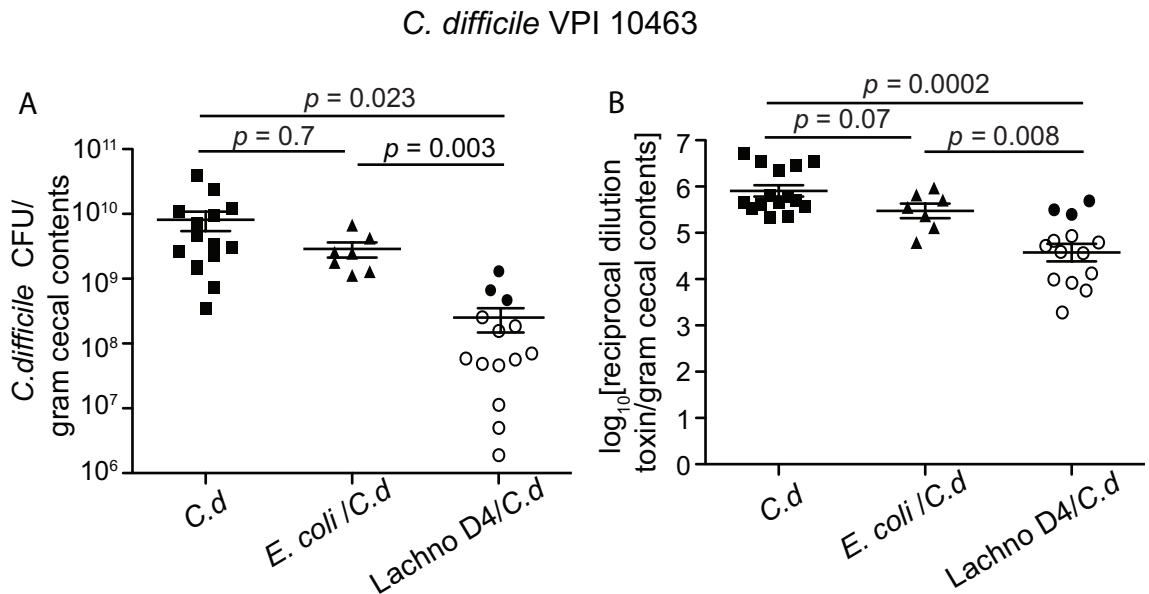 C. difficile VPI 10463
A
p = 0.023
p = 0.7
p = 0.003
C.difficile CFU/
gram cecal contents
10¹¹
10¹⁰
10⁹
10⁸
10⁷
10⁶
C.d
E. coli /C.d
Lachno D4/C.d
B
p = 0.0002
p = 0.07
p = 0.008
log₁₀[reciprocal dilution
toxin/gram cecal contents]
7
6
5
4
3
2
1
0
C.d
E. coli /C.d
Lachno D4/C.d